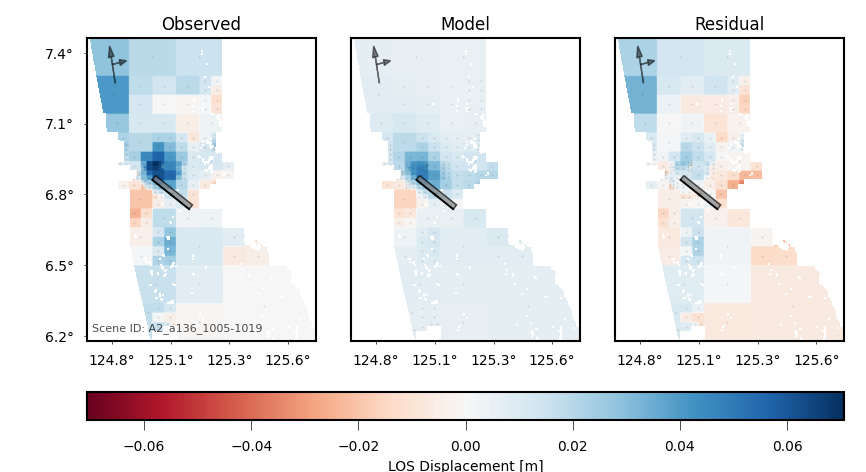 Observed Model Residual
7.4°
7.1°
6.8°
6.5°
6.2°
Scene ID: A2_a136_1005-1019
124.8° 125.1° 125.3° 125.6° 124.8° 125.1° 125.3° 125.6° 124.8° 125.1° 125.3° 125.6°
−0.06 −0.04 −0.02 0.00 0.02 0.04 0.06
LOS Displacement [m]